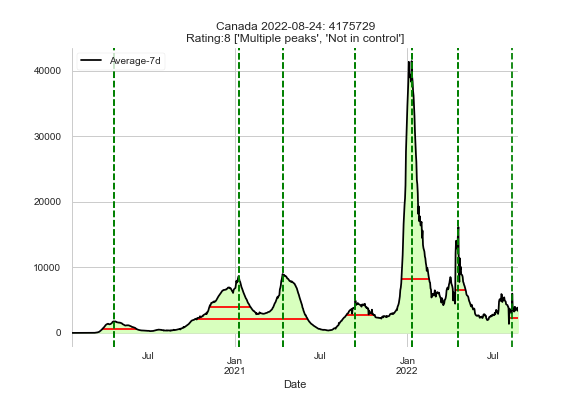 Canada 2022-08-24: 4175729
Rating:8 ['Multiple peaks', 'Not in control']
Average-7d
40000
30000
20000
10000
0
Jul
Jan
2021
Jul
Jan
2022
Jul
Date